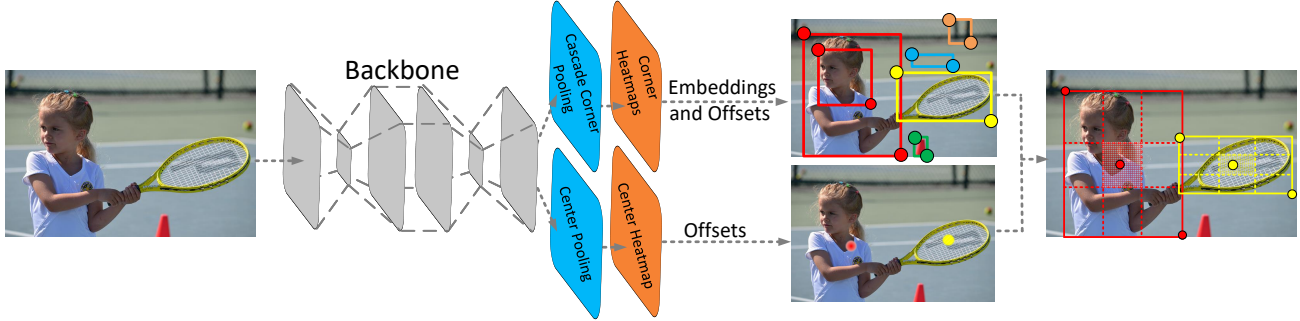 Backbone
Cascade Corner
Pooling
Corner
Heatmaps
Embeddings
and Offsets
Center Pooling
Center Heatmap
Offsets